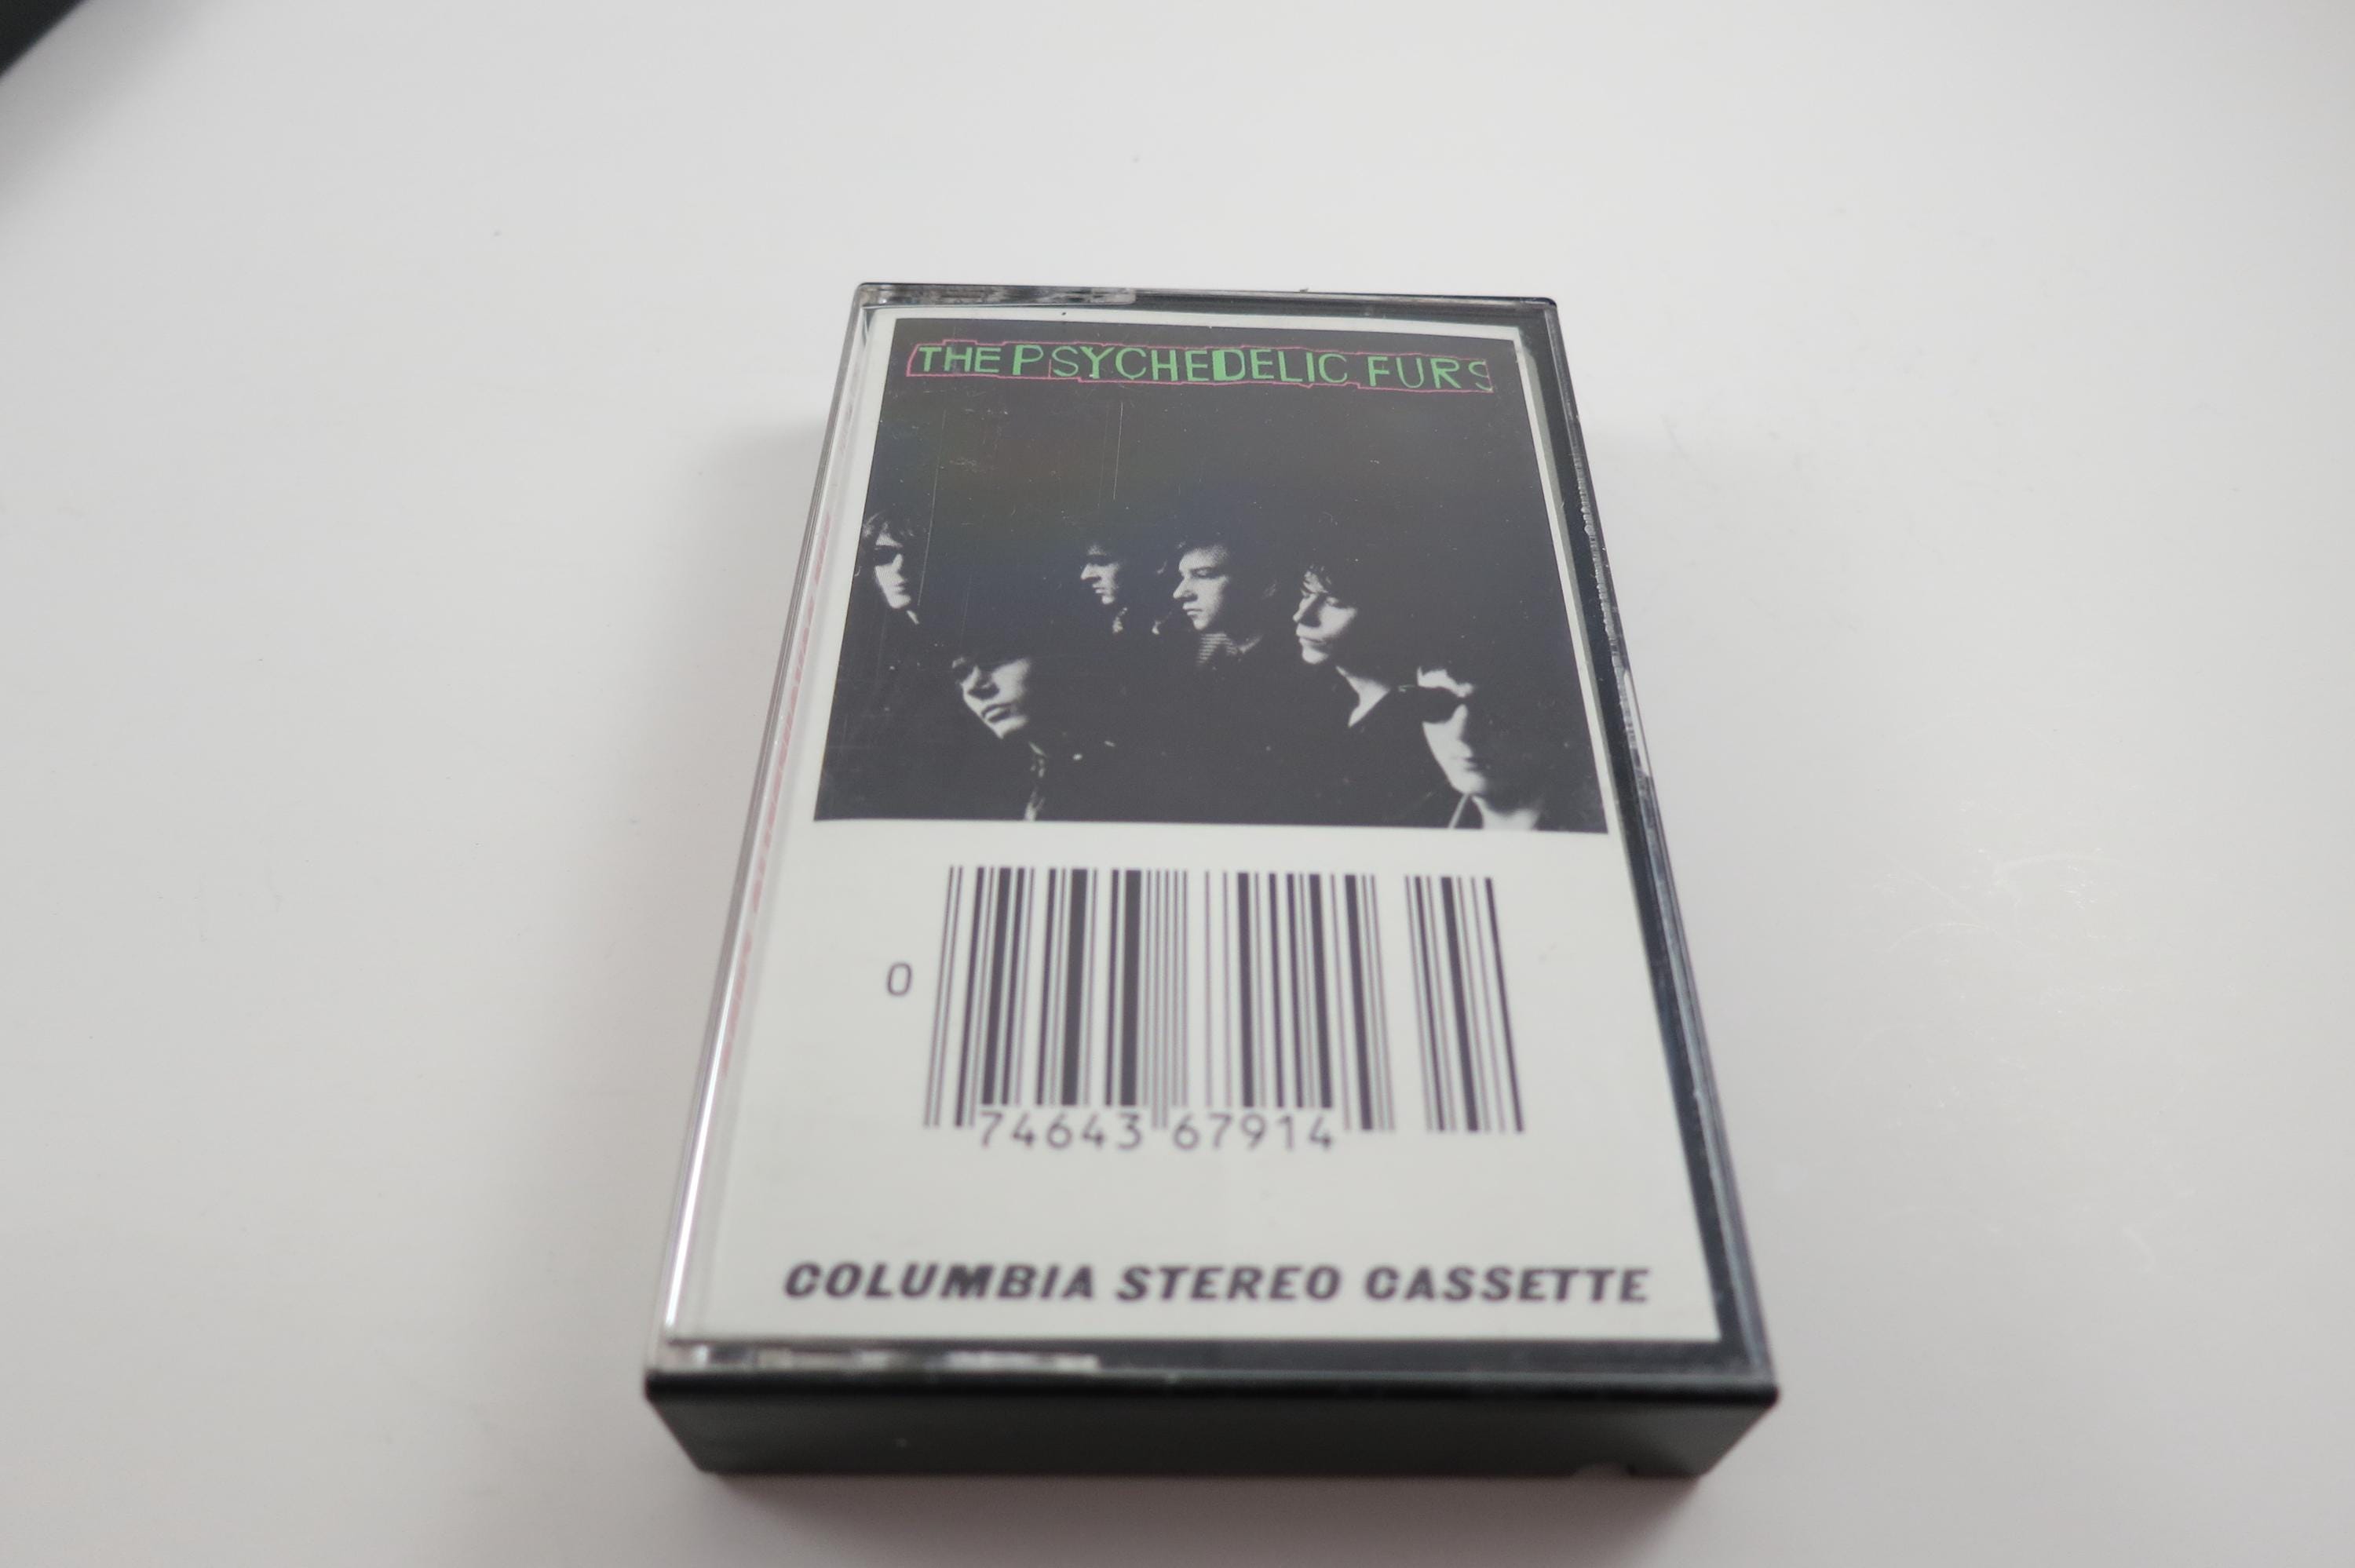 THE PSYCHEDELIC FURS
0
74643 67914
COLUMBIA STEREO CASSETTE